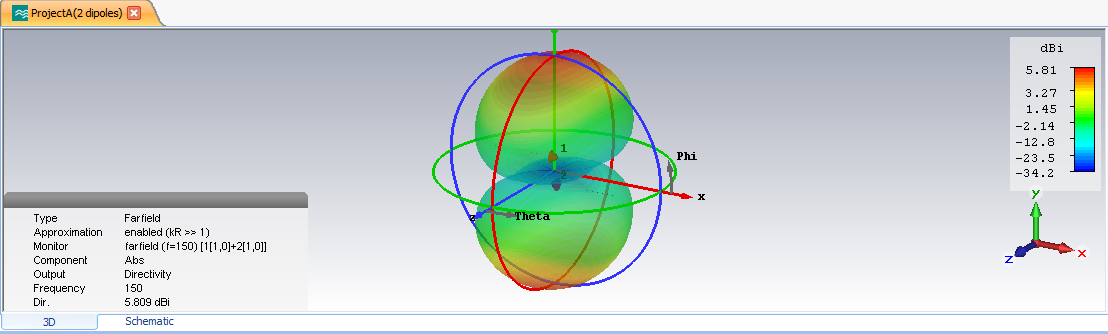 ProjectA(2 dipoles)
dBi
5.81
3.27
1.45
-2.14
-12.8
-23.5
-34.2
1
2
Phi
x
z
Theta
y
z
x
Type Farfield
Approximation enabled (kR >> 1)
Monitor farfield (f=150) [1[1,0]+2[1,0]]
Component Abs
Output Directivity
Frequency 150
Dir. 5.809 dBi
3D Schematic